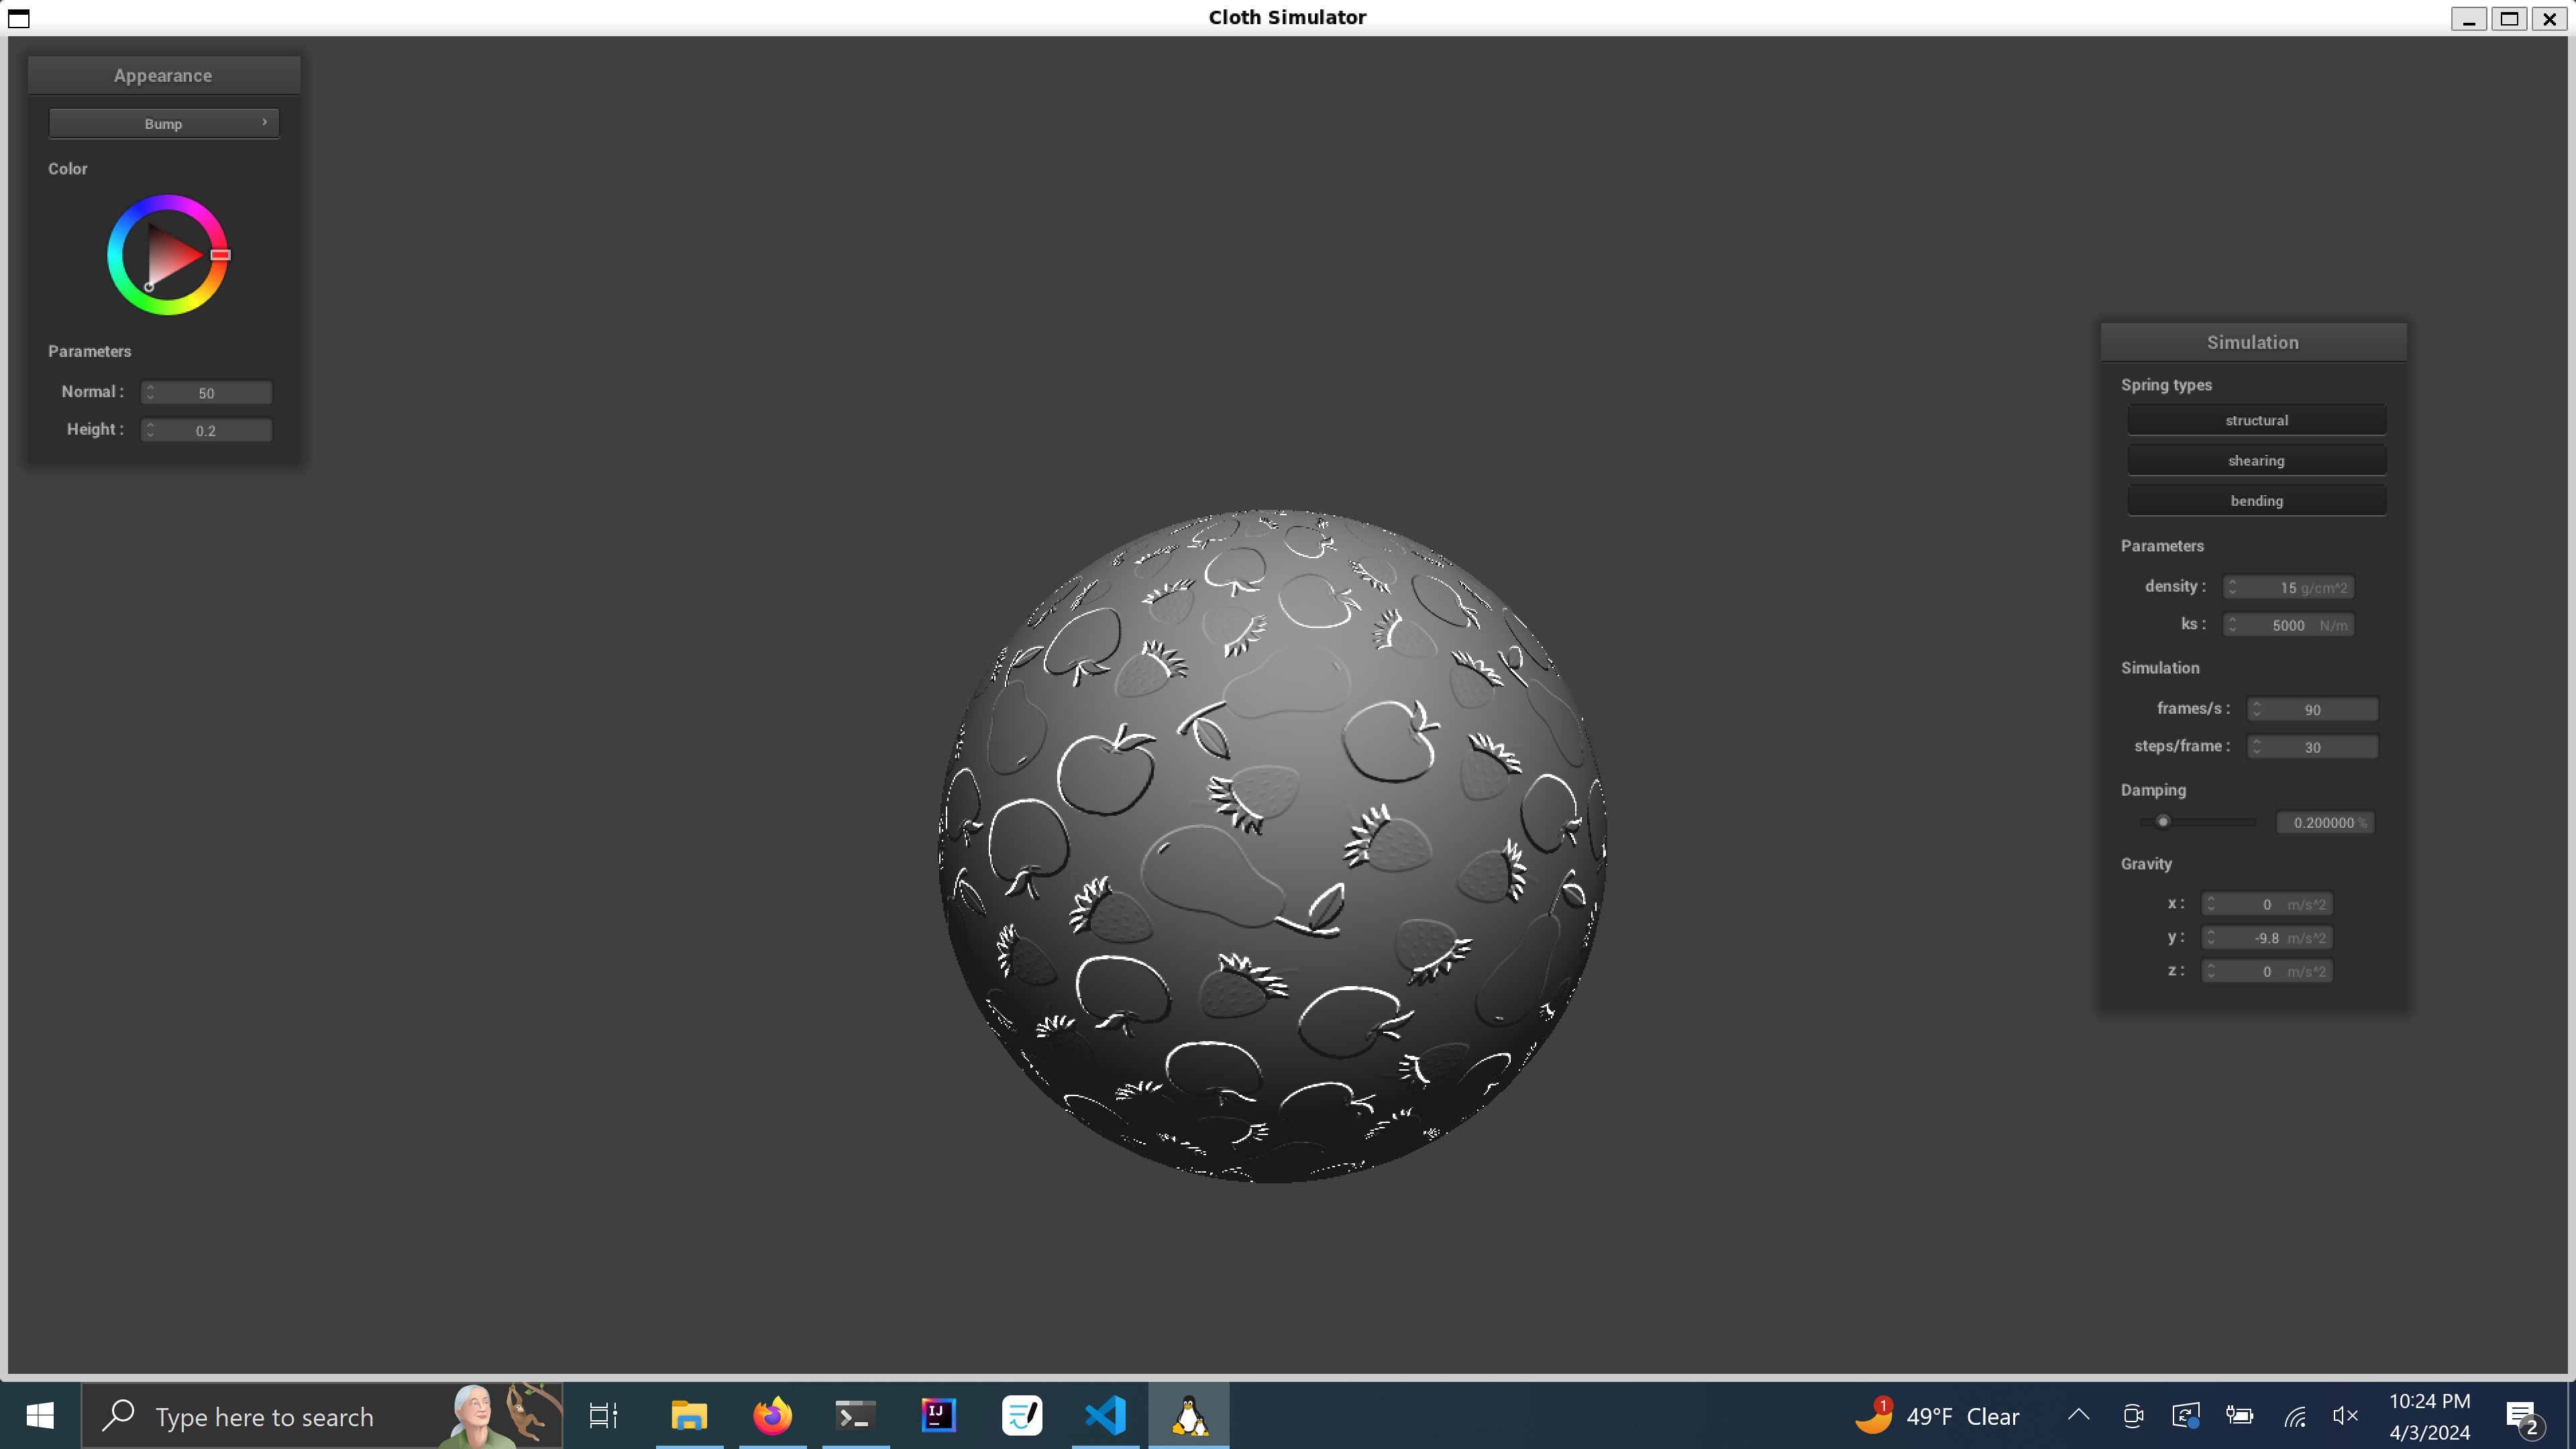 Cloth Simulator
Appearance
Bump
Color
Parameters
Normal : 50
Height : 0.2
Simulation
Spring types
structural
shearing
bending
Parameters
density : 15 g/cm^2
ks : 5000 N/m
Simulation
frames/s : 90
steps/frame : 30
Damping
0.200000 %
Gravity
x : 0 m/s^2
y : -9.8 m/s^2
z : 0 m/s^2
Type here to search
IJ
1
49°F Clear
10:24 PM
4/3/2024
2